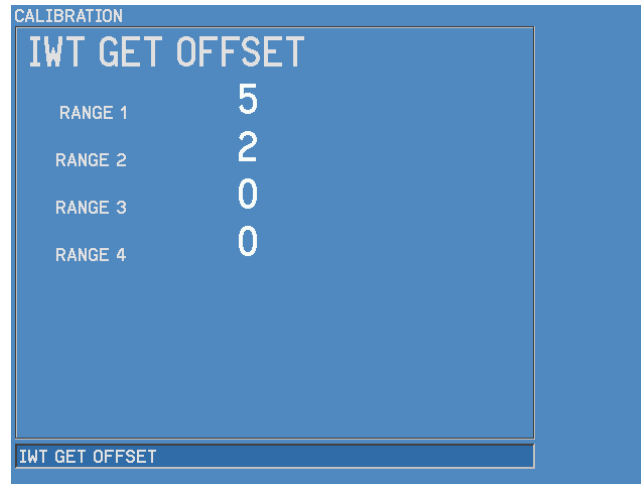 CALIBRATION
IWT GET OFFSET
RANGE 1 5
RANGE 2 2
RANGE 3 0
RANGE 4 0
IWT GET OFFSET